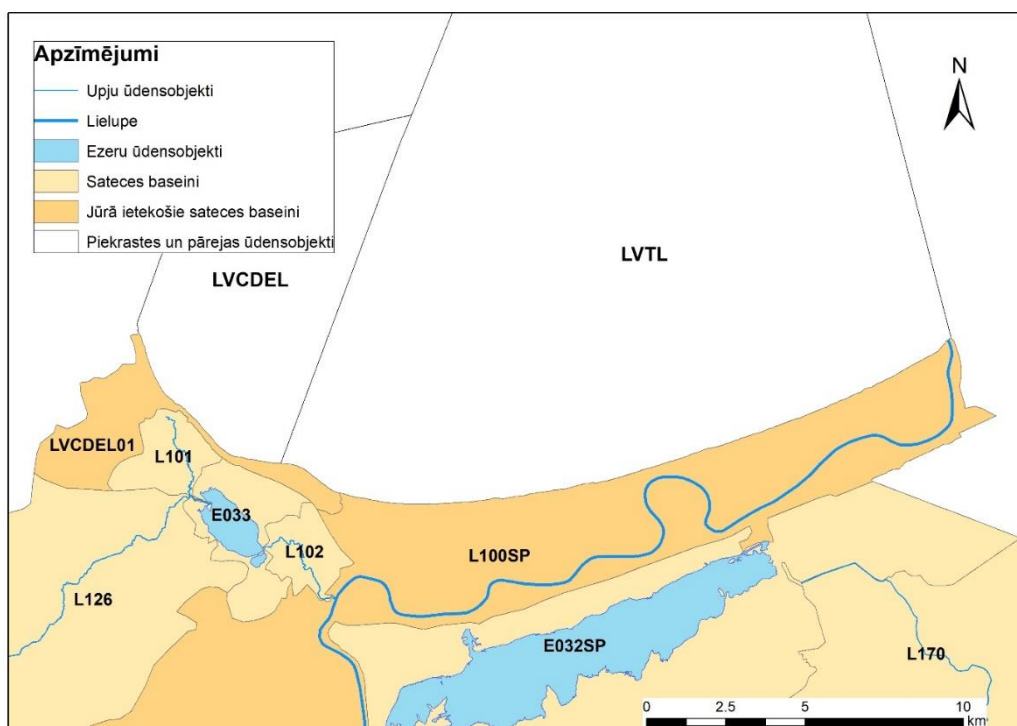 Apzīmējumi
Upju ūdensobjekti
Lielupe
Ezeru ūdensobjekti
Sateces baseini
Jūrā ietekošie sateces baseini
Piekrastes un pārejas ūdensobjekti
N
LVCDEL
LVTL
LVCDEL01
L101
E033
L102
L100SP
L126
E032SP
L170
0 2.5 5 10
km